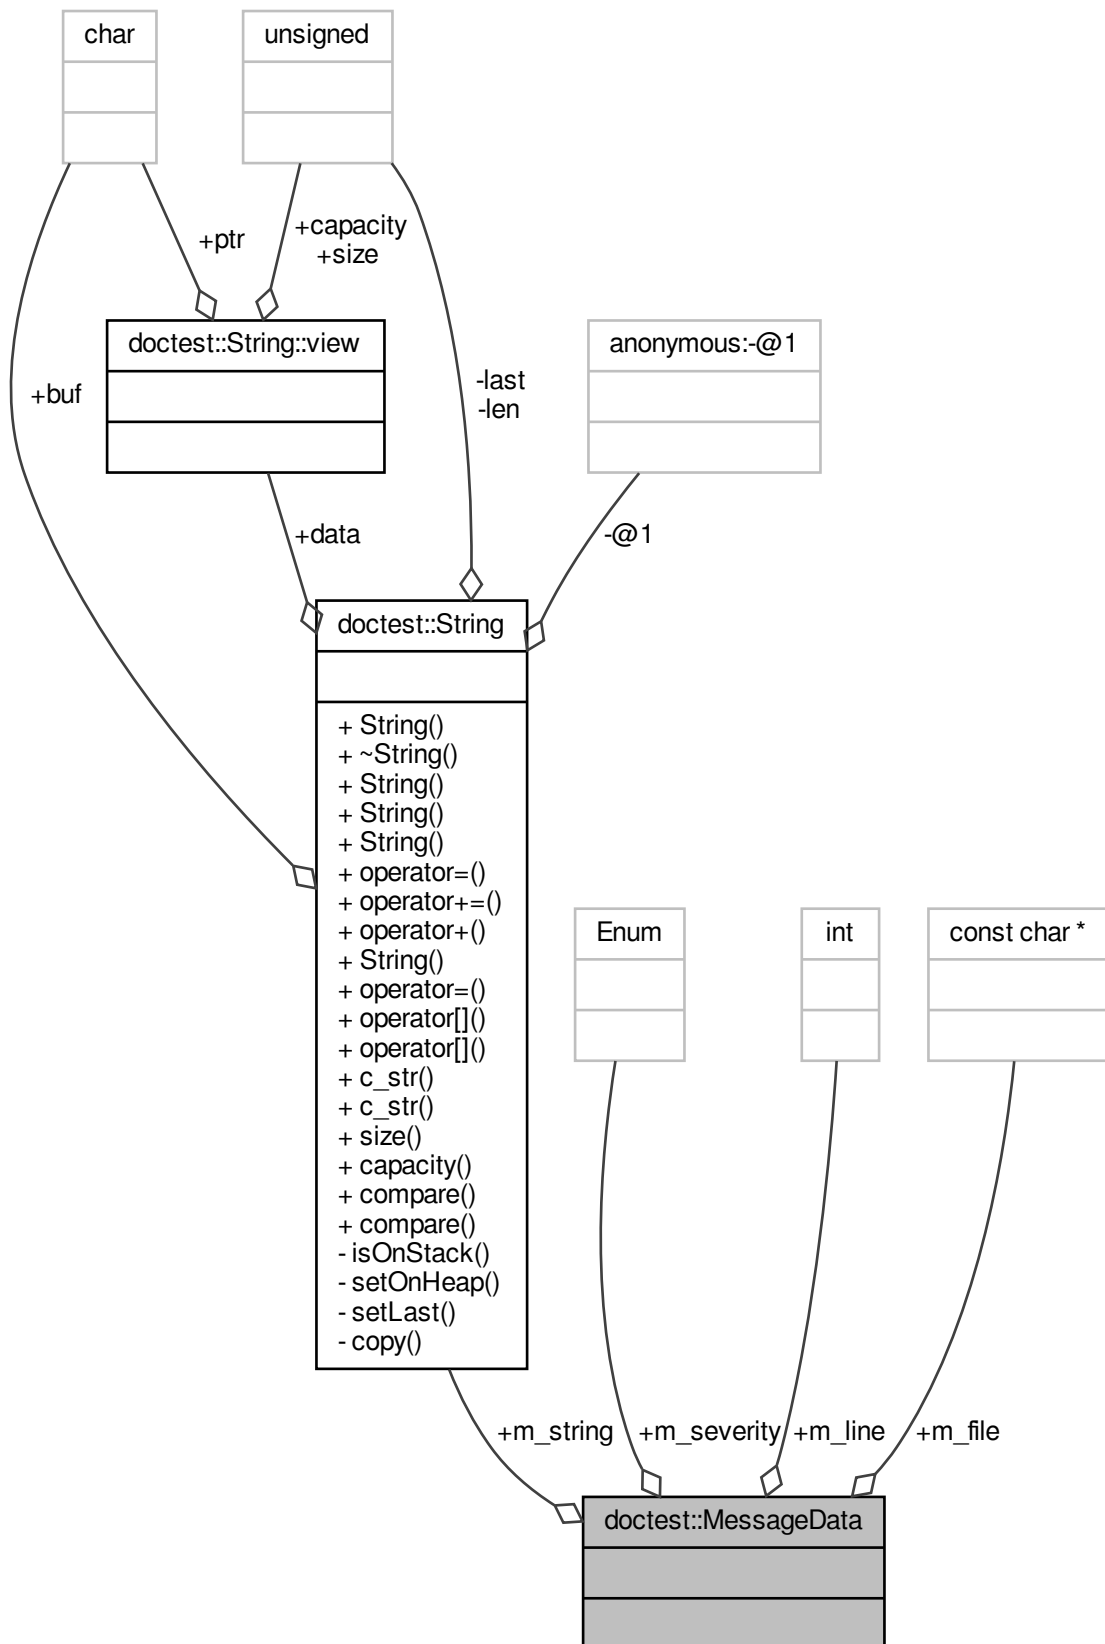 char
unsigned
+ptr
+capacity
+size
doctest::String::view
anonymous:-@1
+buf
-last
-len
+data
-@1
doctest::String
+ String()
+ ~String()
+ String()
+ String()
+ String()
+ operator=()
+ operator+=()
+ operator+()
+ String()
+ operator=()
+ operator[]()
+ operator[]()
+ c_str()
+ c_str()
+ size()
+ capacity()
+ compare()
+ compare()
- isOnStack()
- setOnHeap()
- setLast()
- copy()
Enum
int
const char *
+m_string
+m_severity
+m_line
+m_file
doctest::MessageData